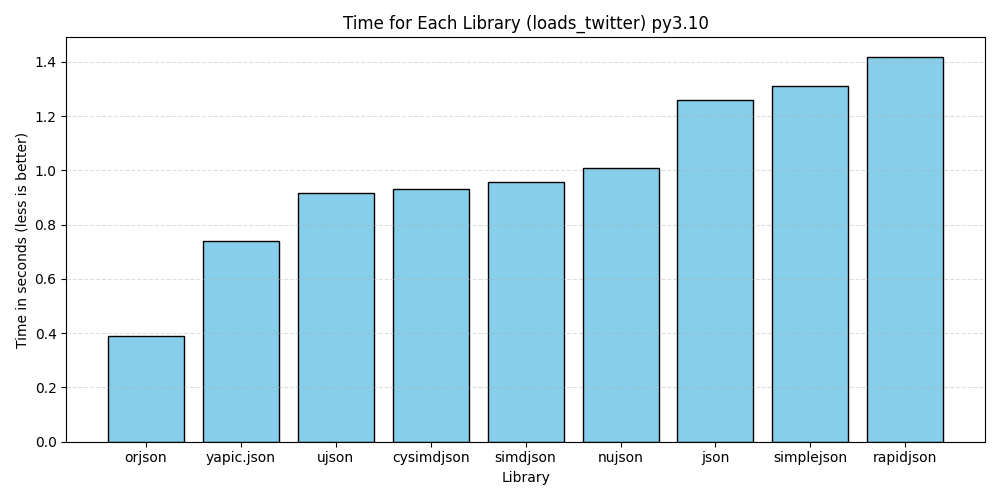 Time for Each Library (loads_twitter) py3.10
Time in seconds (less is better)
1.4
1.2
1.0
0.8
0.6
0.4
0.2
0.0
orjson yapic.json ujson cysimdjson simdjson nujson json simplejson rapidjson
Library